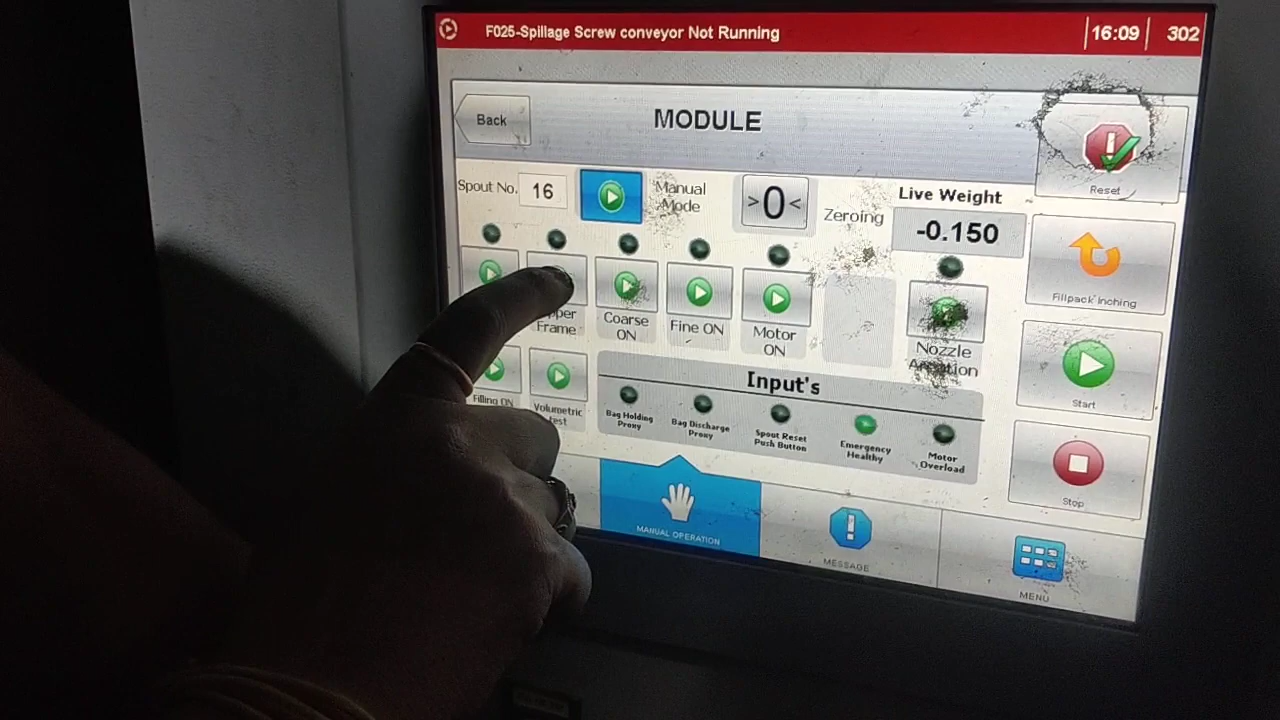 F025-Spillage Screw conveyor Not Running 16:09 302
Back
MODULE
Reset
Spout No. 16
Manual
Mode
>0<
Zeroing
Live Weight
-0.150
Frame
Coarse
ON
Fine ON
Motor
ON
Nozzle
Aeration
Fillpack Inching
Start
Filling ON
Volumetric
Input's
Bag Holding
Proxy
Bag Discharge
Proxy
Spout Reset
Push Button
Emergency
Healthy
Motor
Overload
Stop
MANUAL OPERATION
MESSAGE
MENU